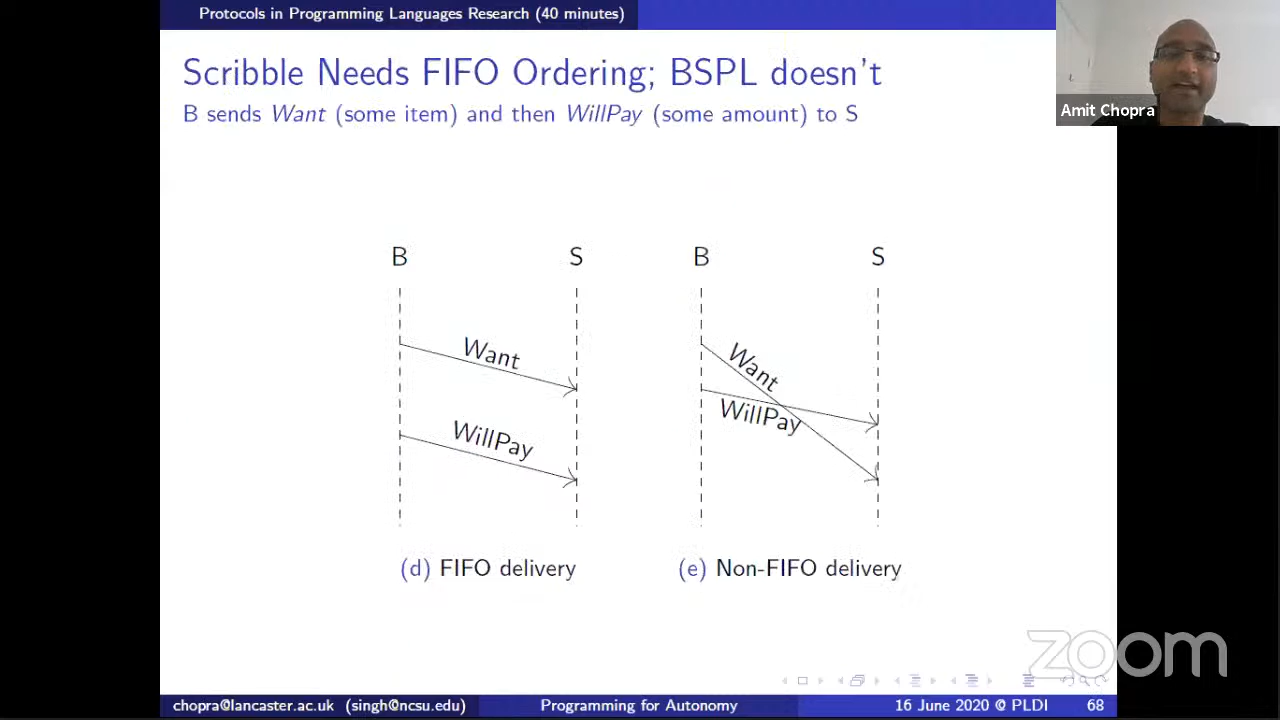 Protocols in Programming Languages Research (40 minutes)
Scribble Needs FIFO Ordering; BSPL doesn't
B sends Want (some item) and then WillPay (some amount) to S
Amit Chopra
B
S
B
S
Want
WillPay
Want
WillPay
(d) FIFO delivery
(e) Non-FIFO delivery
zoom
chopra@lancaster.ac.uk (singh@ncsu.edu)
Programming for Autonomy
16 June 2020 @ PLDI
68